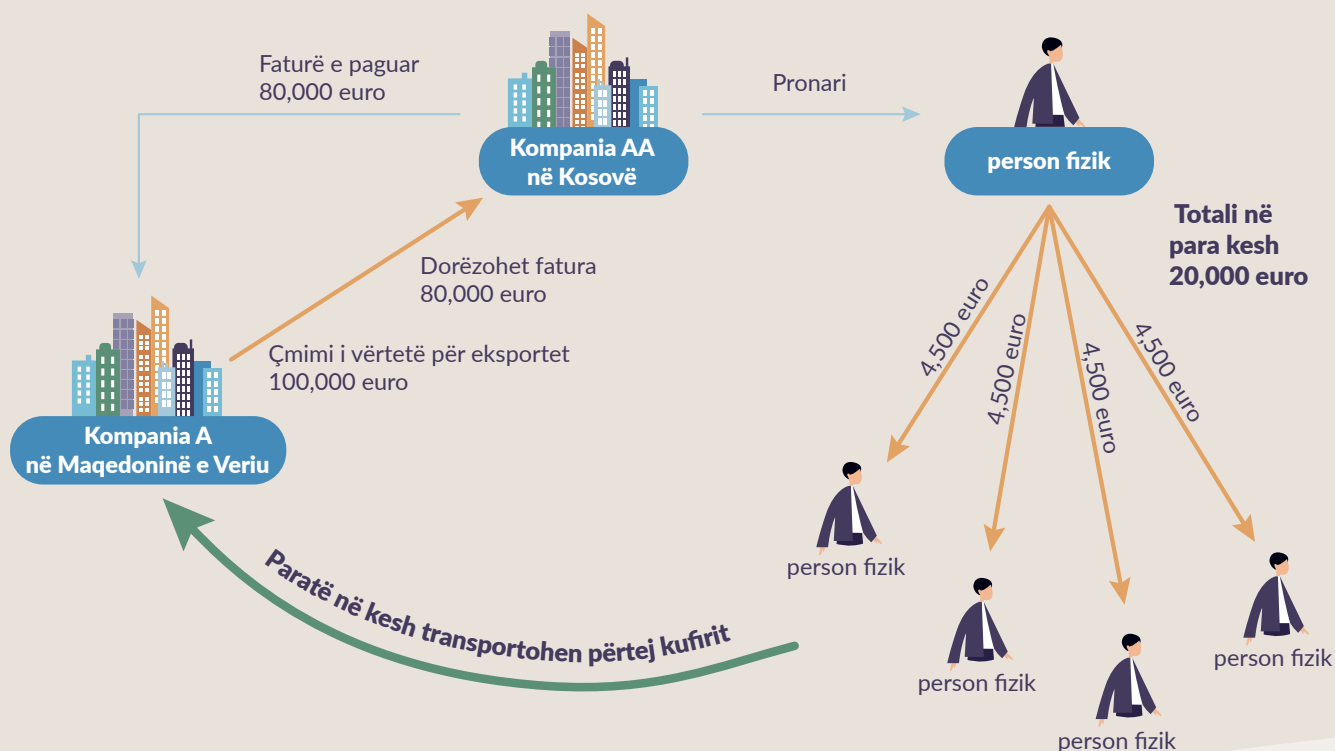 Faturë e paguar
80,000 euro
Kompania AA
në Kosovë
Pronari
person fizik
Totali në
para kesh
20,000 euro
Dorëzohet fatura
80,000 euro
Çmimi i vërtetë për eksportet
100,000 euro
Kompania A
në Maqedoninë e Veriu
4,500 euro
4,500 euro
4,500 euro
4,500 euro
person fizik
person fizik
person fizik
person fizik
Paratë në kesh transportohen përtej kufirit